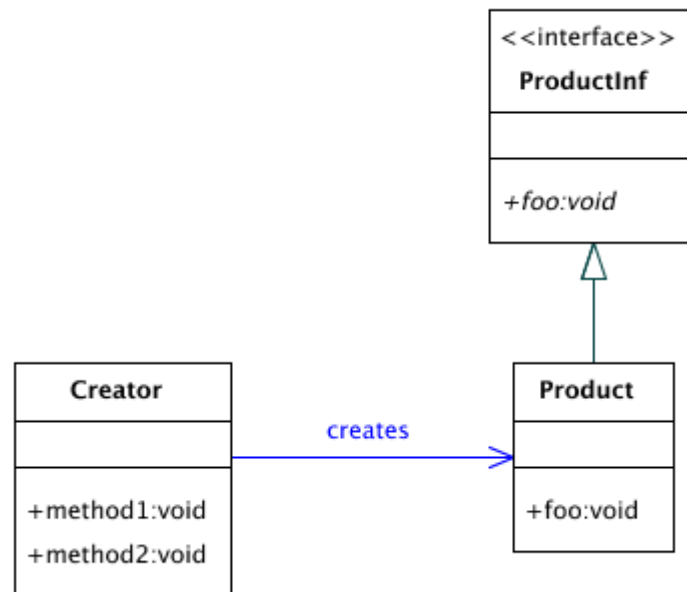 <<interface>>
ProductInf
+foo:void
Creator
+method1:void
+method2:void
creates
Product
+foo:void